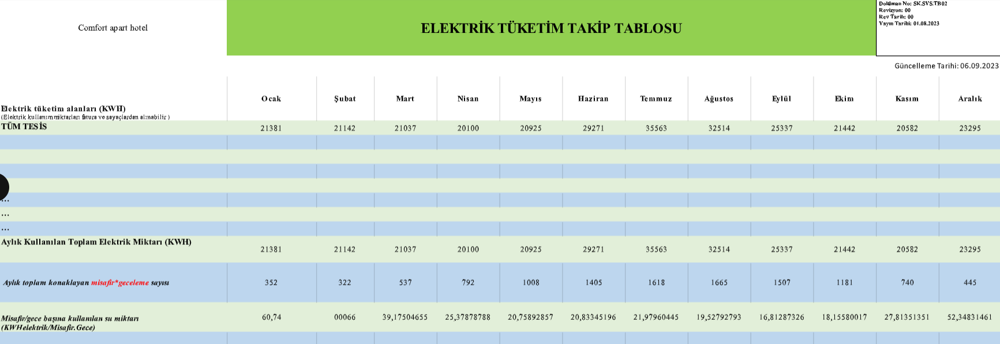 Comfort apart hotel
ELEKTRİK TÜKETİM TAKİP TABLOSU
Doküman No: SK.SYS.TB02
Revizyon: 00
Rev Tarih: 00
Yayın Tarihi: 01.08.2023
Güncelleme Tarihi: 06.09.2023
Elektrik tüketim alanları (KWH)
(Elektrik kullanım miktarları fatura ve sayaçlardan alınabilir )
Ocak Şubat Mart Nisan Mayıs Haziran Temmuz Ağustos Eylül Ekim Kasım Aralık
TÜM TESİS 21381 21142 21037 20100 20925 29271 35563 32514 25337 21442 20582 23295
...
...
...
Aylık Kullanılan Toplam Elektrik Miktarı (KWH) 21381 21142 21037 20100 20925 29271 35563 32514 25337 21442 20582 23295
Aylık toplam konaklayan misafir*geceleme sayısı 352 322 537 792 1008 1405 1618 1665 1507 1181 740 445
Misafir/gece başına kullanılan su miktarı 60,74 00066 39,17504655 25,37878788 20,75892857 20,83345196 21,97960445 19,52792793 16,81287326 18,15580017 27,81351351 52,34831461
(KWHelektrik/Misafir.Gece)